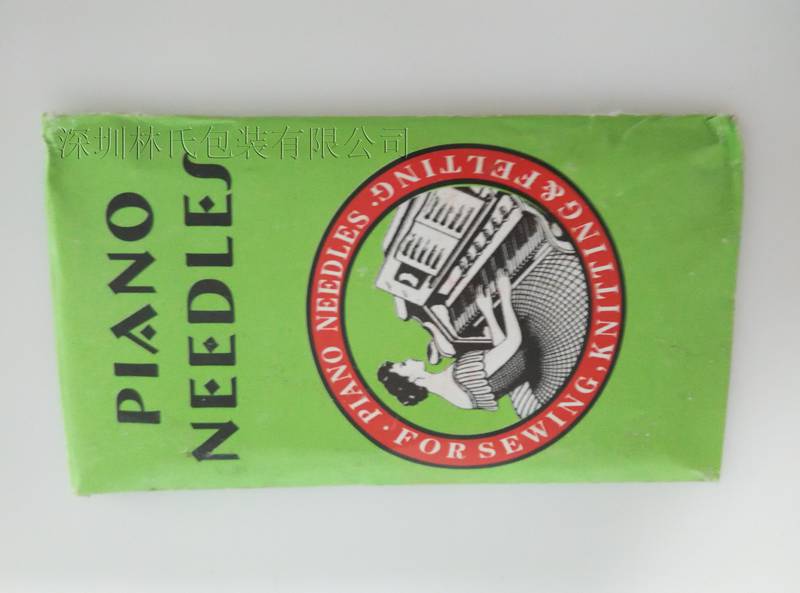 深圳林氏包装有限公司
PIANO
NEEDLES
· PIANO NEEDLES ·
FOR SEWING, KNITTING & FELTING